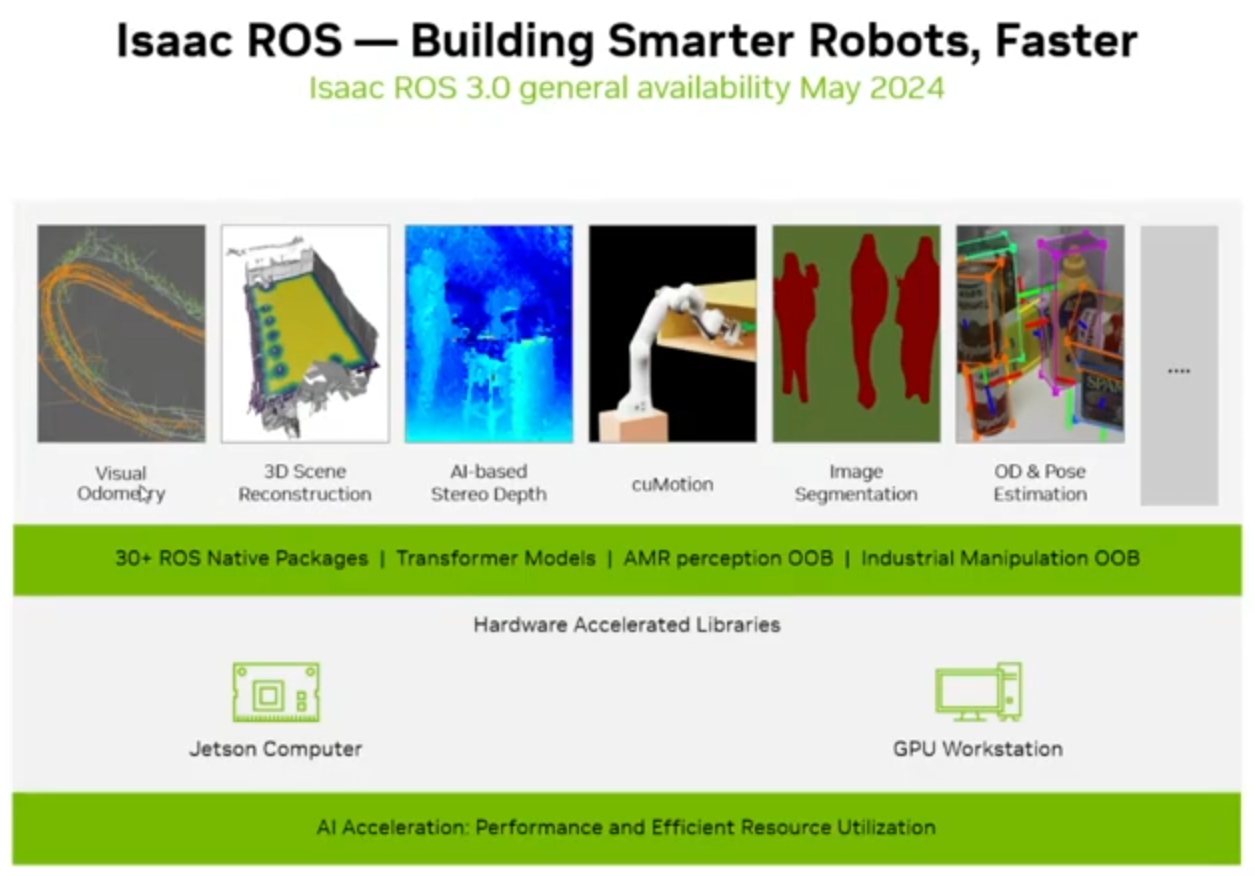 Isaac ROS — Building Smarter Robots, Faster
Isaac ROS 3.0 general availability May 2024
Visual
Odometry
3D Scene
Reconstruction
AI-based
Stereo Depth
cuMotion
Image
Segmentation
OD & Pose
Estimation
....
SPAM
30+ ROS Native Packages | Transformer Models | AMR perception OOB | Industrial Manipulation OOB
Hardware Accelerated Libraries
Jetson Computer
GPU Workstation
AI Acceleration: Performance and Efficient Resource Utilization